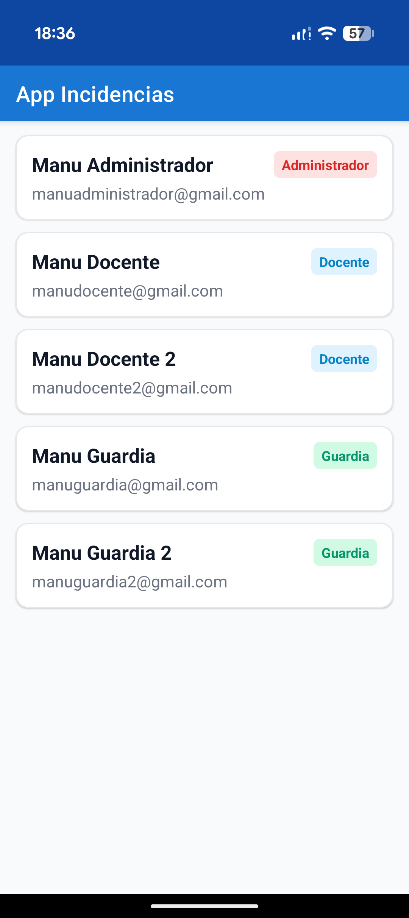 18:36
57
App Incidencias
Manu Administrador
Administrador
manuadministrador@gmail.com
Manu Docente
Docente
manudocente@gmail.com
Manu Docente 2
Docente
manudocente2@gmail.com
Manu Guardia
Guardia
manuguardia@gmail.com
Manu Guardia 2
Guardia
manuguardia2@gmail.com